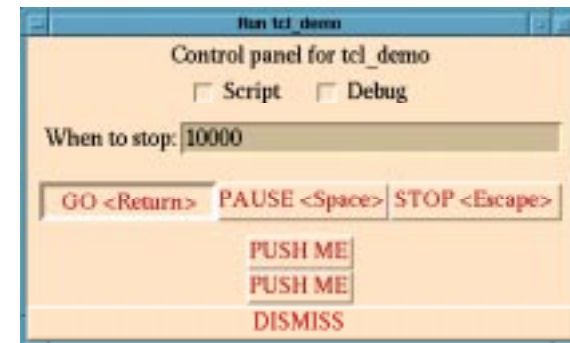 Run tcl_demo
Control panel for tcl_demo
Script Debug
When to stop: 10000
GO <Return> PAUSE <Space> STOP <Escape>
PUSH ME
PUSH ME
DISMISS